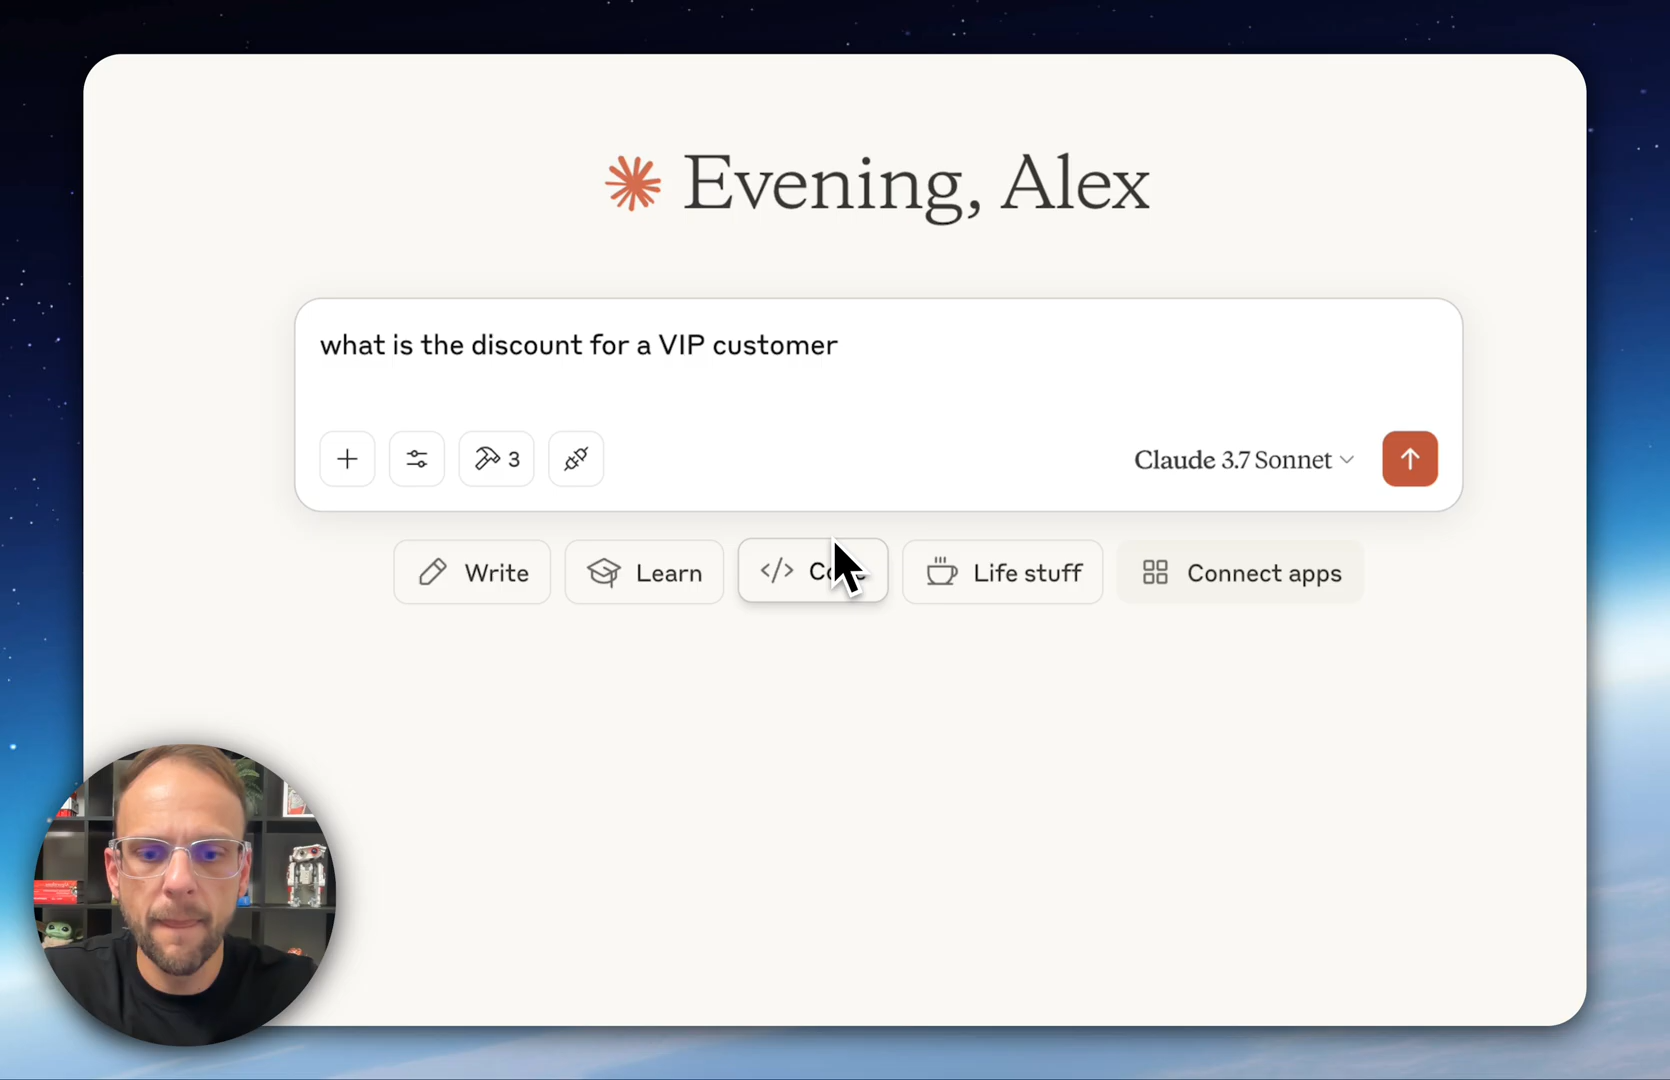 Evening, Alex
what is the discount for a VIP customer
3
Claude 3.7 Sonnet
Write
Learn
Life stuff
Connect apps